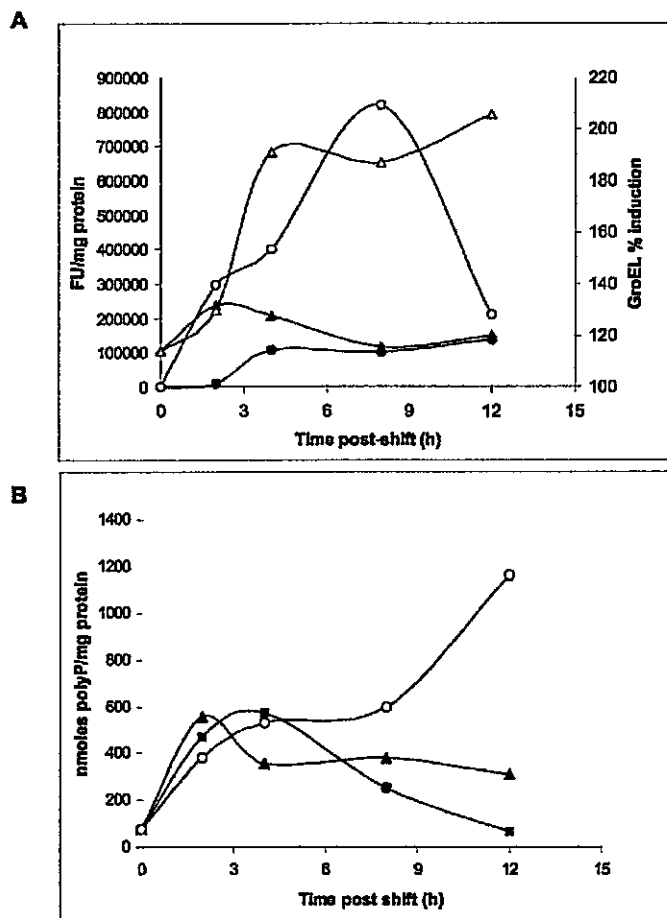 A
900000
800000
700000
600000
500000
400000
300000
200000
100000
0
FU/mg protein
220
200
180
160
140
120
100
GroEL % induction
0 3 6 9 12 15
Time post-shift (h)
B
1400
1200
1000
800
600
400
200
0
nmoles polyP/mg protein
0 3 6 9 12 15
Time post shift (h)